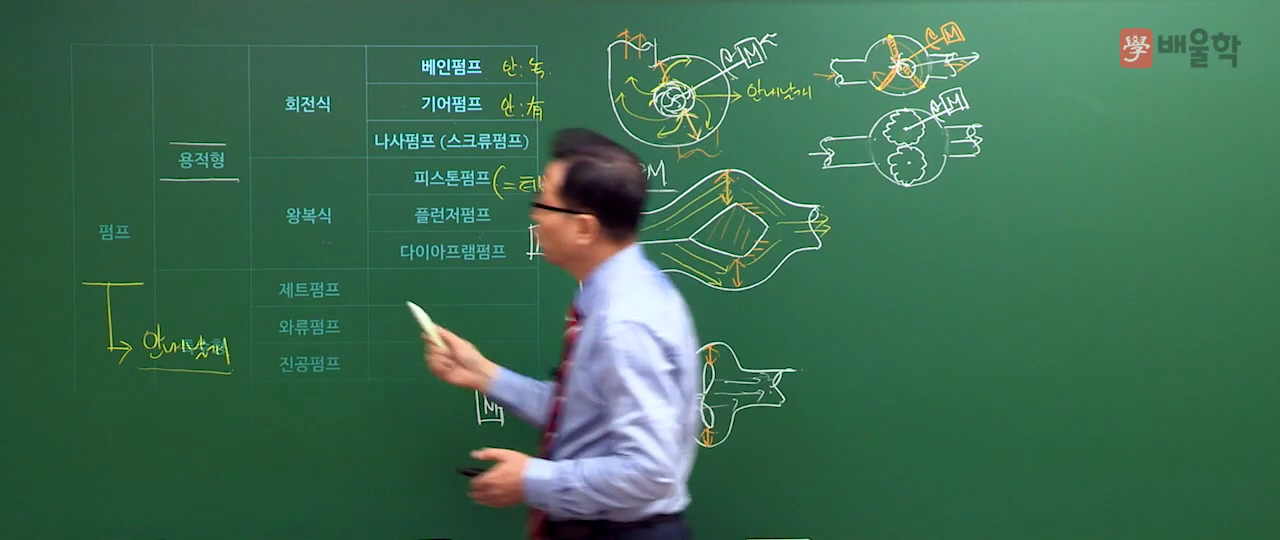 學 배울학
베인펌프
회전식
기어펌프
안:有
안내날개
나사펌프 (스크류펌프)
용적형
피스톤펌프 (=
왕복식
플런저펌프
펌프
다이아프램펌프
제트펌프
와류펌프
안내날개
진공펌프
M
M
M
M
M